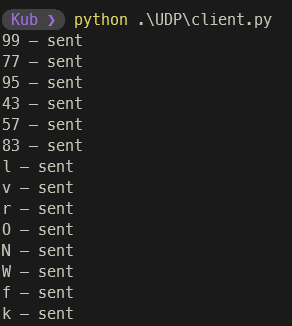 Kub ❯ python .\UDP\client.py
99 – sent
77 – sent
95 – sent
43 – sent
57 – sent
83 – sent
l – sent
v – sent
r – sent
O – sent
N – sent
W – sent
f – sent
k – sent